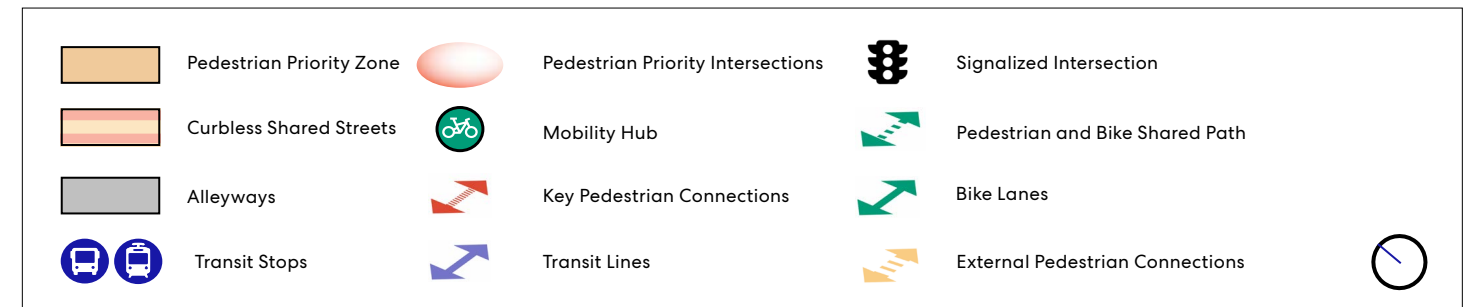 Pedestrian Priority Zone
Pedestrian Priority Intersections
Signalized Intersection
Curbless Shared Streets
Mobility Hub
Pedestrian and Bike Shared Path
Alleyways
Key Pedestrian Connections
Bike Lanes
Transit Stops
Transit Lines
External Pedestrian Connections